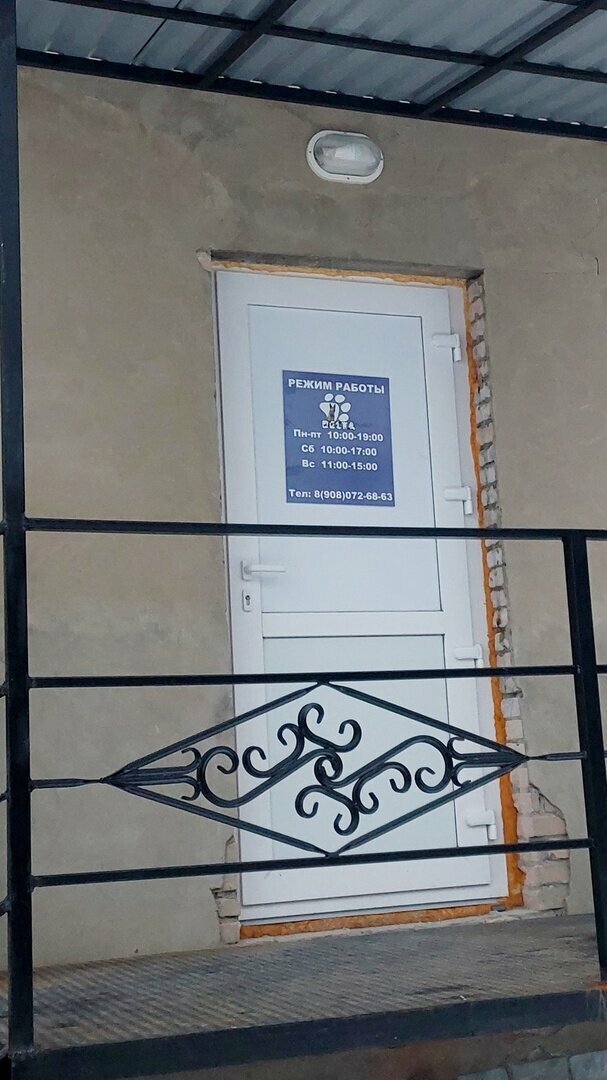 РЕЖИМ РАБОТЫ
Пн-пт 10:00-19:00
Сб 10:00-17:00
Вс 11:00-15:00
Тел: 8(908)072-68-63